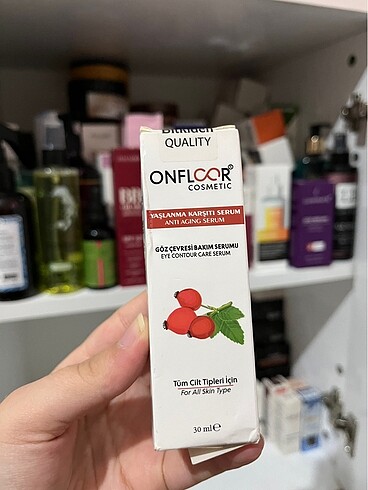 QUALITY
ONFLOOR®
COSMETIC
YAŞLANMA KARŞITI SERUM
ANTI AGING SERUM
GÖZ ÇEVRESİ BAKIM SERUMU
EYE CONTOUR CARE SERUM
Tüm Cilt Tipleri İçin
For All Skin Type
30 ml℮
BB